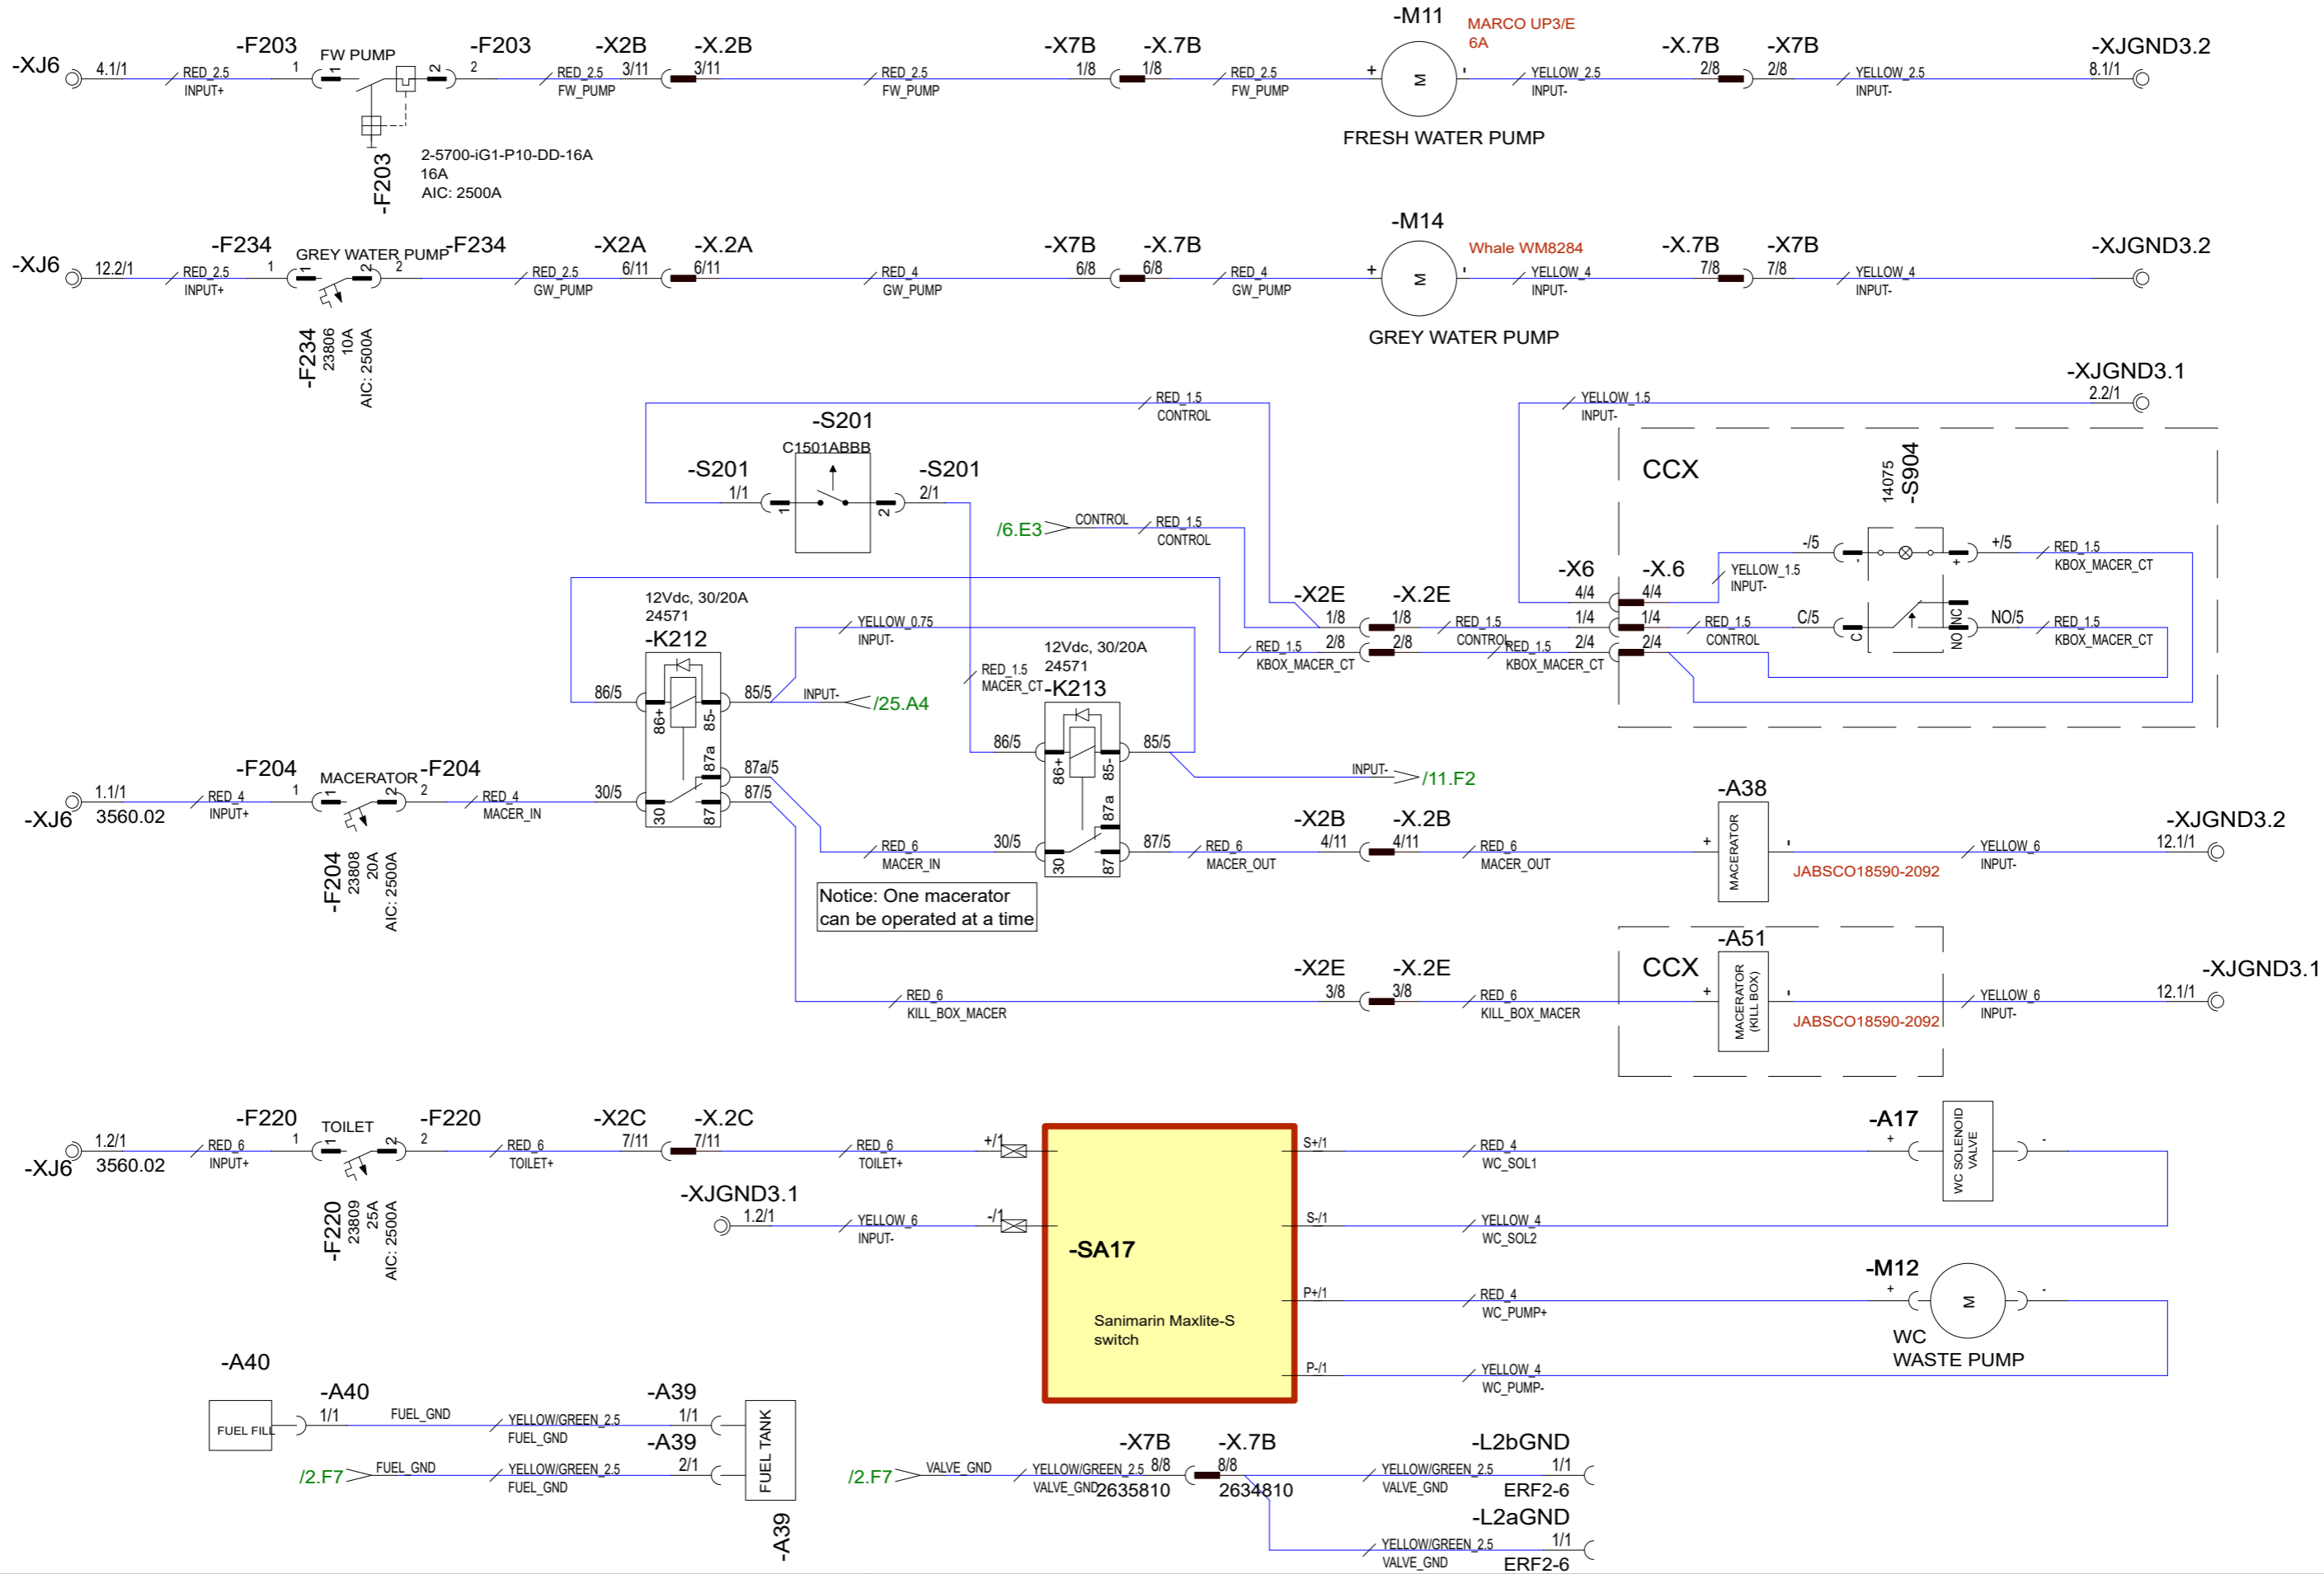 -XJ6
4.1/1
RED_2.5
INPUT+
-F203
1
FW PUMP
1
2
-F203
2
RED_2.5
FW_PUMP
-X2B
3/11
-X.2B
3/11
RED_2.5
FW_PUMP
-X7B
1/8
-X.7B
1/8
RED_2.5
FW_PUMP
-M11
MARCO UP3/E
6A
+
M
-
FRESH WATER PUMP
YELLOW_2.5
INPUT-
-X.7B
2/8
-X7B
2/8
YELLOW_2.5
INPUT-
-XJGND3.2
8.1/1
-F203
2-5700-iG1-P10-DD-16A
16A
AIC: 2500A
-XJ6
12.2/1
RED_2.5
INPUT+
-F234
1
GREY WATER PUMP
1
2
-F234
2
RED_2.5
GW_PUMP
-X2A
6/11
-X.2A
6/11
RED_4
GW_PUMP
-X7B
6/8
-X.7B
6/8
RED_4
GW_PUMP
-M14
Whale WM8284
+
M
-
GREY WATER PUMP
YELLOW_4
INPUT-
-X.7B
7/8
-X7B
7/8
YELLOW_4
INPUT-
-XJGND3.2
-F234
23806
10A
AIC: 2500A
RED_1.5
CONTROL
YELLOW_1.5
INPUT-
-XJGND3.1
2.2/1
-S201
C1501ABBB
-S201
1/1
1
2
-S201
2/1
/6.E3
CONTROL
RED_1.5
CONTROL
CCX
14075
-S904
-/5
-
+
+/5
RED_1.5
KBOX_MACER_CT
YELLOW_1.5
INPUT-
-X6
4/4
-X.6
4/4
-X2E
1/8
-X.2E
1/8
RED_1.5
CONTROL
1/4
1/4
RED_1.5
CONTROL
C/5
C
NC
NO
NO/5
RED_1.5
KBOX_MACER_CT
RED_1.5
KBOX_MACER_CT
2/8
2/8
RED_1.5
KBOX_MACER_CT
2/4
2/4
12Vdc, 30/20A
24571
-K212
86/5
86+
85-
85/5
YELLOW_0.75
INPUT-
INPUT-
/25.A4
RED_1.5
MACER_CT
12Vdc, 30/20A
24571
-K213
86/5
86+
85-
85/5
INPUT-
/11.F2
-XJ6
1.1/1
3560.02
RED_4
INPUT+
-F204
1
MACERATOR
1
2
-F204
2
RED_4
MACER_IN
30/5
30
87a
87
87a/5
87/5
RED_6
MACER_IN
30/5
30
87a
87
87/5
RED_6
MACER_OUT
-X2B
4/11
-X.2B
4/11
RED_6
MACER_OUT
-A38
+
MACERATOR
-
JABSCO18590-2092
YELLOW_6
INPUT-
-XJGND3.2
12.1/1
-F204
23808
20A
AIC: 2500A
Notice: One macerator
can be operated at a time
RED_6
KILL_BOX_MACER
-X2E
3/8
-X.2E
3/8
RED_6
KILL_BOX_MACER
CCX
-A51
+
MACERATOR
(KILL BOX)
-
JABSCO18590-2092
YELLOW_6
INPUT-
-XJGND3.1
12.1/1
-XJ6
1.2/1
3560.02
RED_6
INPUT+
-F220
1
TOILET
1
2
-F220
2
RED_6
TOILET+
-X2C
7/11
-X.2C
7/11
RED_6
TOILET+
+/1
-F220
23809
25A
AIC: 2500A
-XJGND3.1
1.2/1
YELLOW_6
INPUT-
-/1
-SA17
Sanimarin Maxlite-S
switch
S+/1
RED_4
WC_SOL1
-A17
+
WC SOLENOID
VALVE
-
S-/1
YELLOW_4
WC_SOL2
P+/1
RED_4
WC_PUMP+
-M12
+
M
-
WC
WASTE PUMP
P-/1
YELLOW_4
WC_PUMP-
-A40
FUEL FILL
-A40
1/1
FUEL_GND
YELLOW/GREEN_2.5
FUEL_GND
-A39
1/1
/2.F7
FUEL_GND
YELLOW/GREEN_2.5
FUEL_GND
-A39
2/1
FUEL TANK
-A39
/2.F7
VALVE_GND
YELLOW/GREEN_2.5
VALVE_GND
-X7B
8/8
2635810
-X.7B
8/8
2634810
YELLOW/GREEN_2.5
VALVE_GND
-L2bGND
1/1
ERF2-6
YELLOW/GREEN_2.5
VALVE_GND
-L2aGND
1/1
ERF2-6